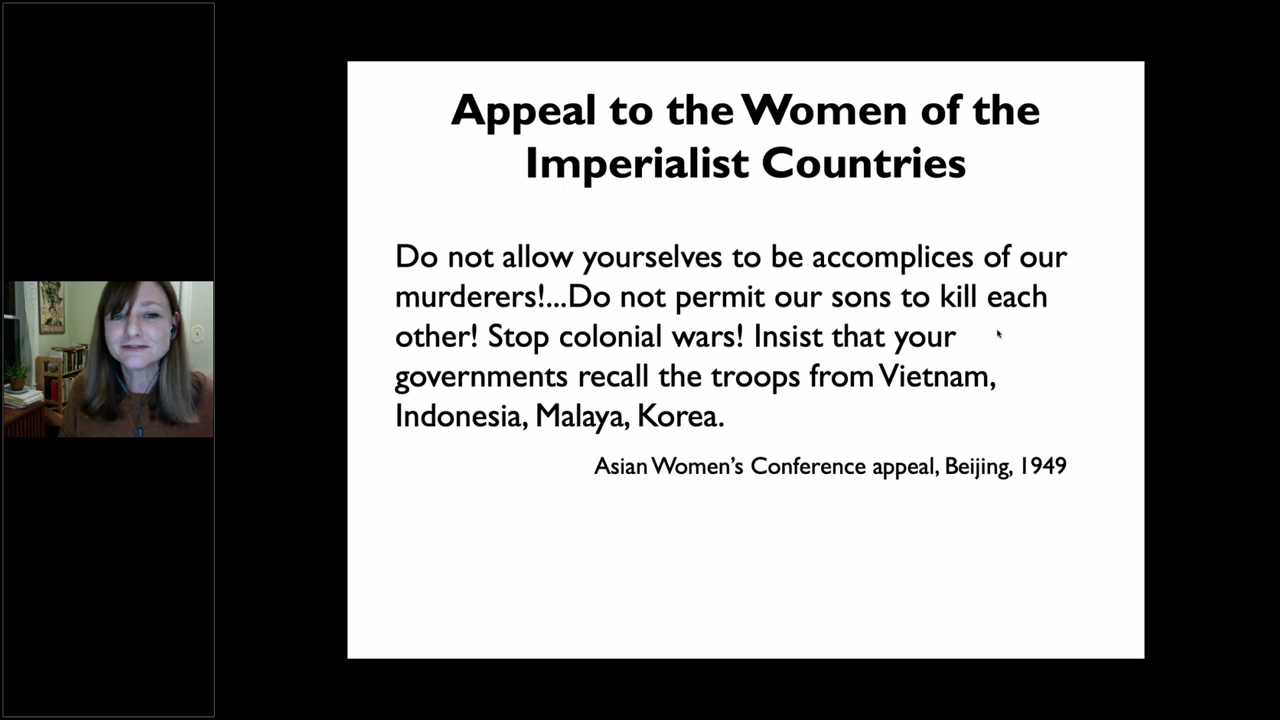 Appeal to the Women of the
Imperialist Countries
Do not allow yourselves to be accomplices of our
murderers!...Do not permit our sons to kill each
other! Stop colonial wars! Insist that your
governments recall the troops from Vietnam,
Indonesia, Malaya, Korea.
Asian Women’s Conference appeal, Beijing, 1949